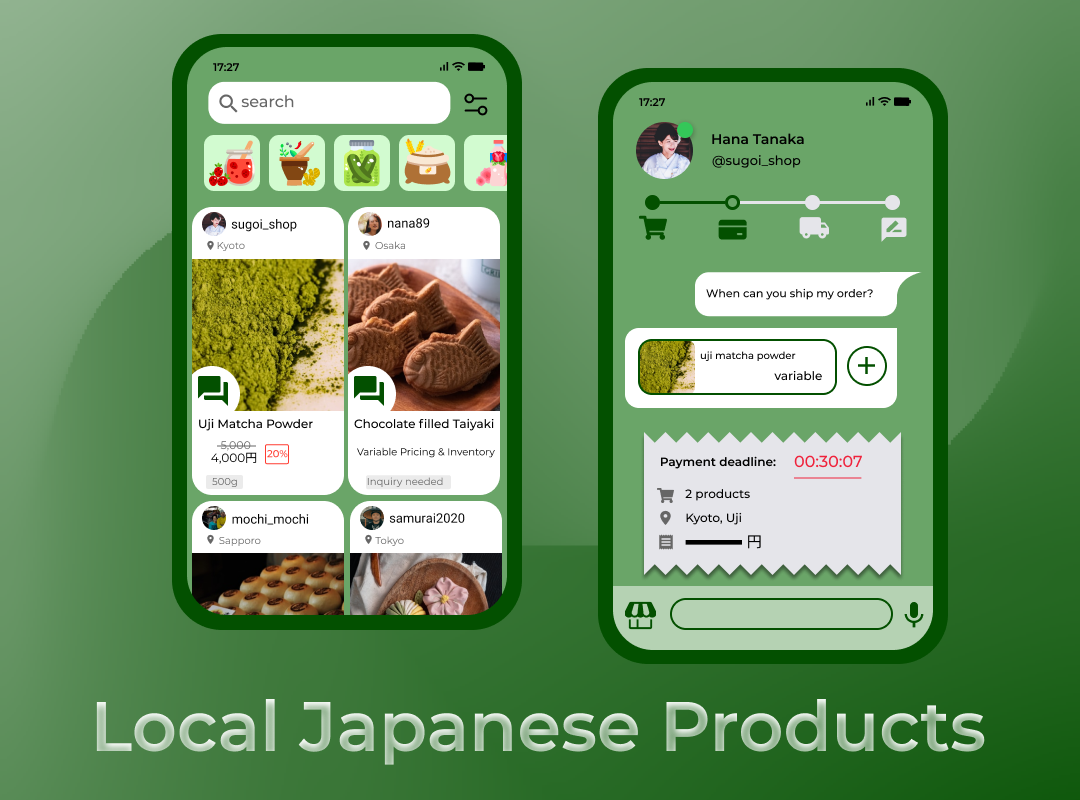 17:27
search
sugoi_shop
Kyoto
nana89
Osaka
Uji Matcha Powder
5,000
4,000円
20%
500g
Chocolate filled Taiyaki
Variable Pricing & Inventory
Inquiry needed
mochi_mochi
Sapporo
samurai2020
Tokyo
17:27
Hana Tanaka
@sugoi_shop
When can you ship my order?
uji matcha powder
variable
Payment deadline: 00:30:07
2 products
Kyoto, Uji
円
Local Japanese Products